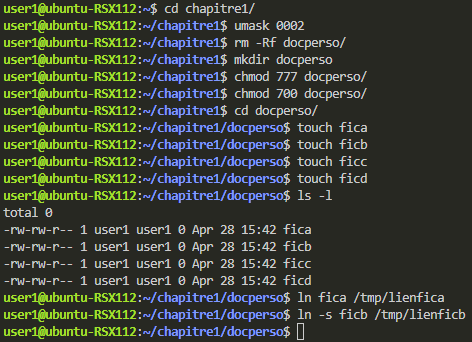 user1@ubuntu-RSX112:~$ cd chapitre1/
user1@ubuntu-RSX112:~/chapitre1$ umask 0002
user1@ubuntu-RSX112:~/chapitre1$ rm -Rf docperso/
user1@ubuntu-RSX112:~/chapitre1$ mkdir docperso
user1@ubuntu-RSX112:~/chapitre1$ chmod 777 docperso/
user1@ubuntu-RSX112:~/chapitre1$ chmod 700 docperso/
user1@ubuntu-RSX112:~/chapitre1$ cd docperso/
user1@ubuntu-RSX112:~/chapitre1/docperso$ touch fica
user1@ubuntu-RSX112:~/chapitre1/docperso$ touch ficb
user1@ubuntu-RSX112:~/chapitre1/docperso$ touch ficc
user1@ubuntu-RSX112:~/chapitre1/docperso$ touch ficd
user1@ubuntu-RSX112:~/chapitre1/docperso$ ls -l
total 0
-rw-rw-r-- 1 user1 user1 0 Apr 28 15:42 fica
-rw-rw-r-- 1 user1 user1 0 Apr 28 15:42 ficb
-rw-rw-r-- 1 user1 user1 0 Apr 28 15:42 ficc
-rw-rw-r-- 1 user1 user1 0 Apr 28 15:42 ficd
user1@ubuntu-RSX112:~/chapitre1/docperso$ ln fica /tmp/lienfica
user1@ubuntu-RSX112:~/chapitre1/docperso$ ln -s ficb /tmp/lienficb
user1@ubuntu-RSX112:~/chapitre1/docperso$